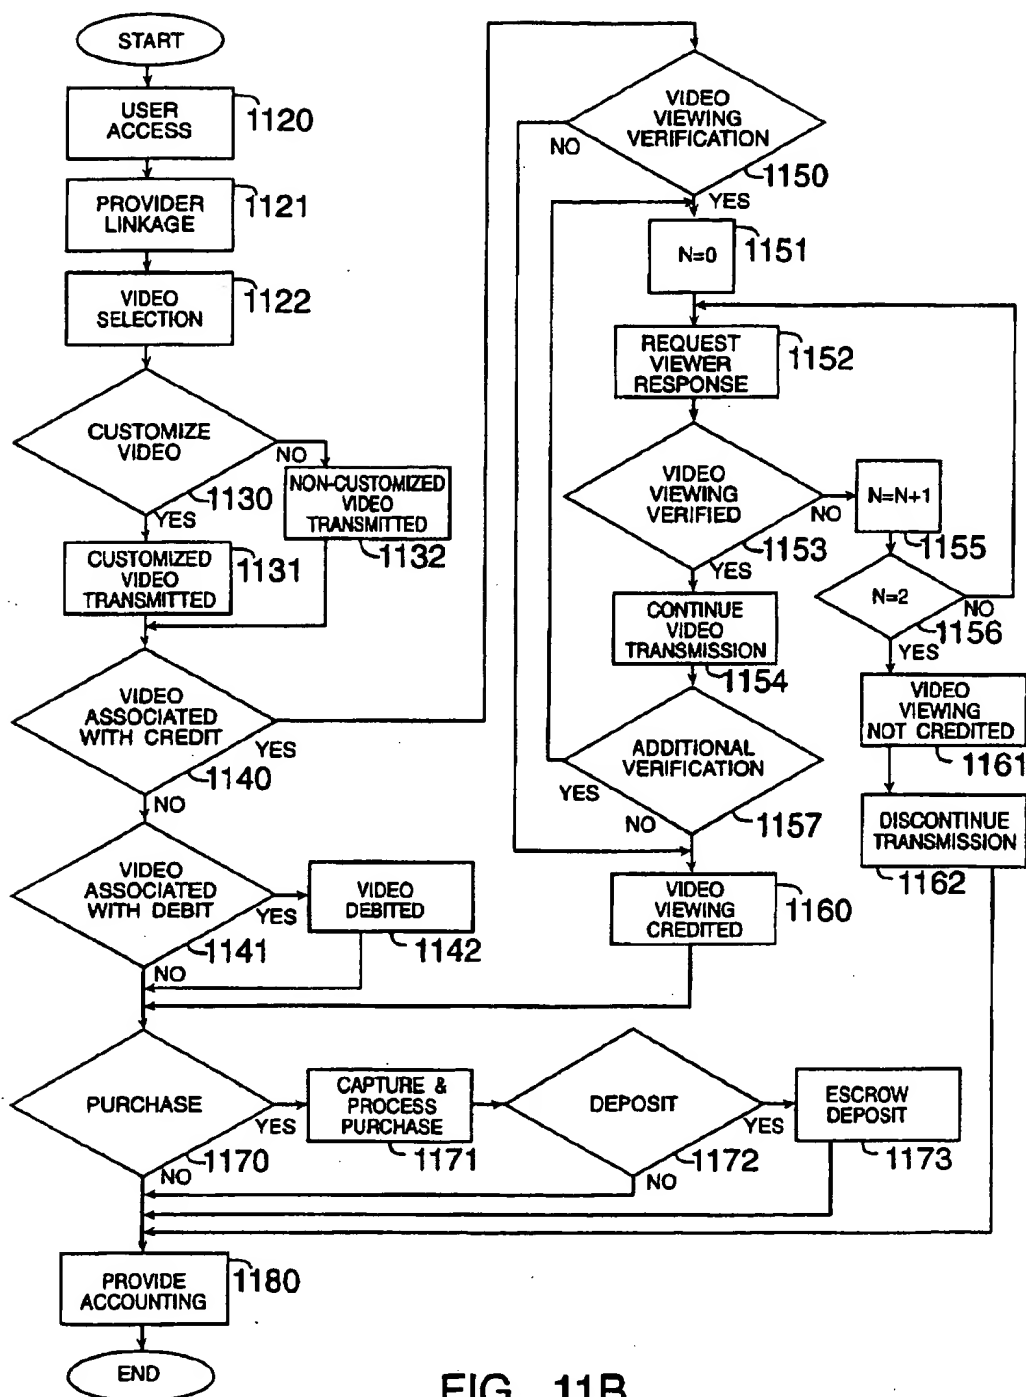 START
USER
ACCESS
1120
PROVIDER
LINKAGE
1121
VIDEO
SELECTION
1122
CUSTOMIZE
VIDEO
NO
1130
YES
NON-CUSTOMIZED
VIDEO
TRANSMITTED
1132
CUSTOMIZED
VIDEO
TRANSMITTED
1131
VIDEO
ASSOCIATED
WITH CREDIT
YES
1140
NO
VIDEO
ASSOCIATED
WITH DEBIT
YES
1141
NO
VIDEO
DEBITED
1142
VIDEO
VIEWING
VERIFICATION
NO
1150
YES
N=0
1151
REQUEST
VIEWER
RESPONSE
1152
VIDEO
VIEWING
VERIFIED
NO
1153
YES
N=N+1
1155
N=2
NO
1156
YES
CONTINUE
VIDEO
TRANSMISSION
1154
VIDEO
VIEWING
NOT CREDITED
1161
ADDITIONAL
VERIFICATION
YES
1157
NO
DISCONTINUE
TRANSMISSION
1162
VIDEO
VIEWING
CREDITED
1160
PURCHASE
YES
1170
NO
CAPTURE &
PROCESS
PURCHASE
1171
DEPOSIT
YES
1172
NO
ESCROW
DEPOSIT
1173
PROVIDE
ACCOUNTING
1180
END
FIG. 11B